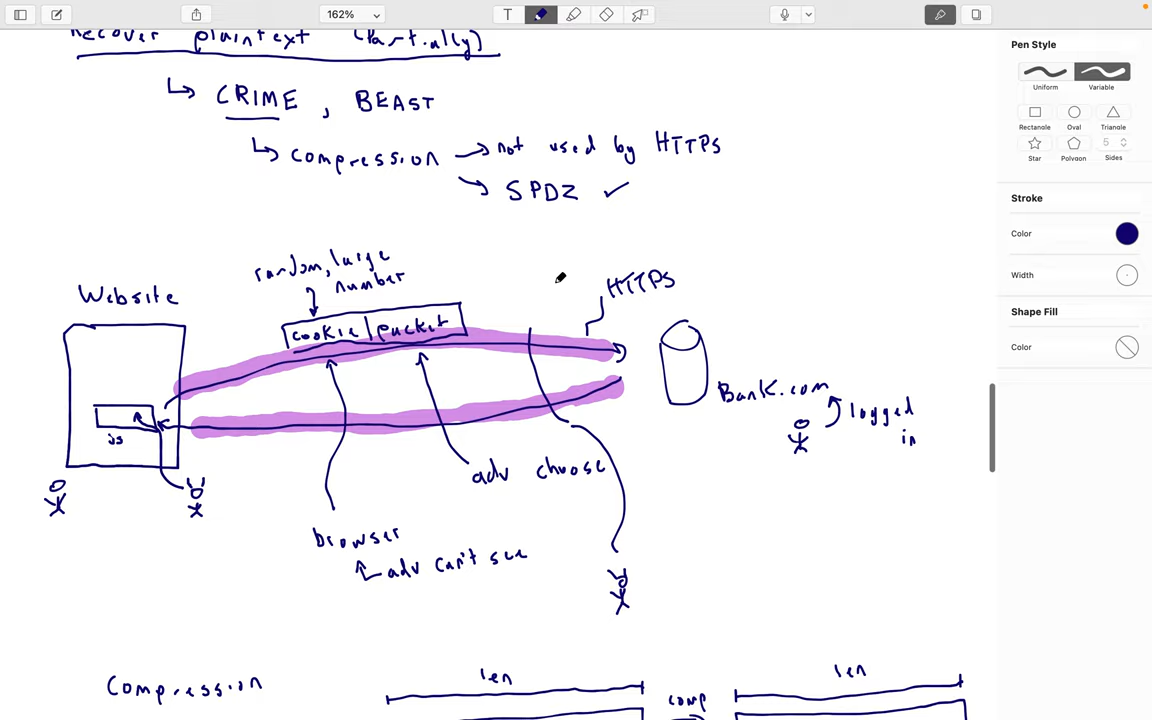 162%
Recover plaintext (Partially)
CRIME, BEAST
compression → not used by HTTPS
SPDZ ✓
random, large
number
HTTPS
Website
cookie | packet
Bank.com
logged
in
js
adv choose
browser
adv can't see
Compression
len
len
comp
Pen Style
Uniform
Variable
Rectangle
Oval
Triangle
Star
Polygon
5
Sides
Stroke
Color
Width
Shape Fill
Color